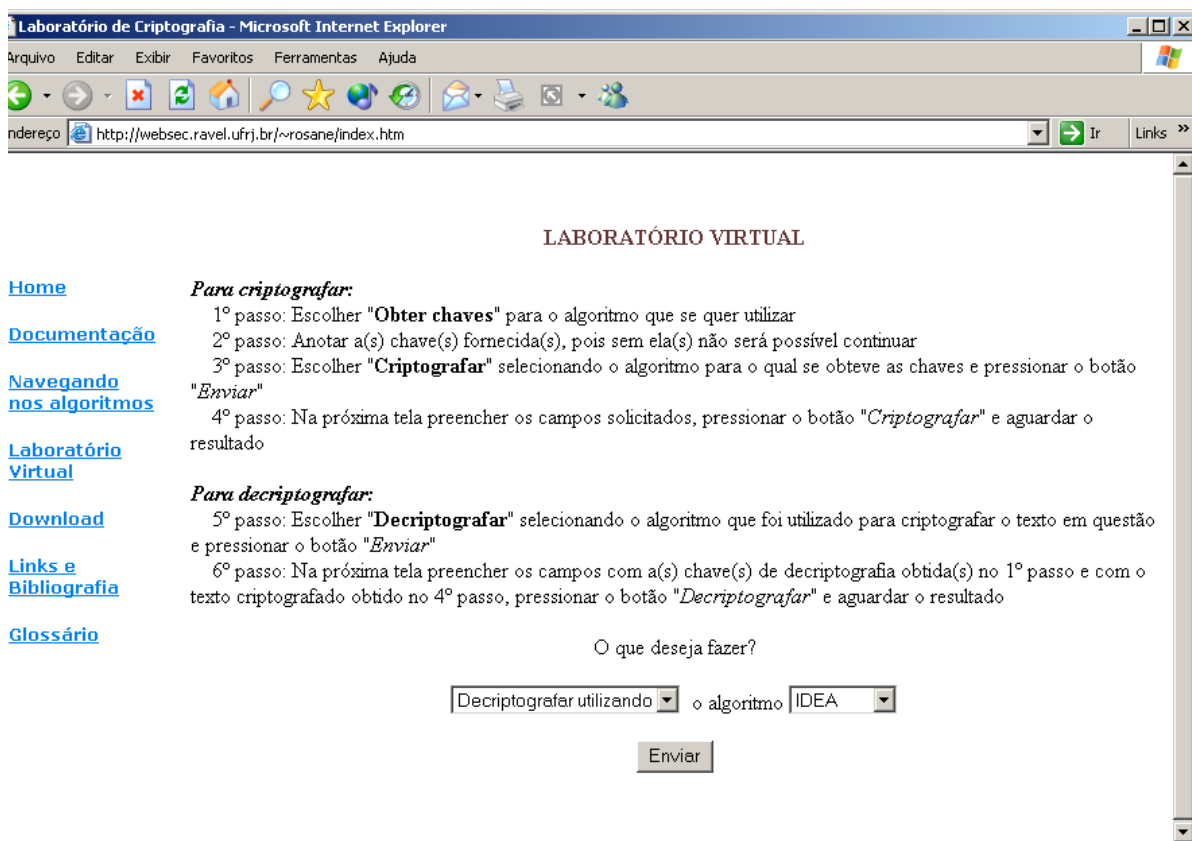 Laboratório de Criptografia - Microsoft Internet Explorer
Arquivo Editar Exibir Favoritos Ferramentas Ajuda
ndereço http://websec.ravel.ufrj.br/~rosane/index.htm Ir Links »
LABORATÓRIO VIRTUAL
Home
Documentação
Navegando
nos algoritmos
Laboratório
Virtual
Download
Links e
Bibliografia
Glossário
Para criptografar:
1º passo: Escolher "Obter chaves" para o algoritmo que se quer utilizar
2º passo: Anotar a(s) chave(s) fornecida(s), pois sem ela(s) não será possível continuar
3º passo: Escolher "Criptografar" selecionando o algoritmo para o qual se obteve as chaves e pressionar o botão
"Enviar"
4º passo: Na próxima tela preencher os campos solicitados, pressionar o botão "Criptografar" e aguardar o
resultado
Para decriptografar:
5º passo: Escolher "Decriptografar" selecionando o algoritmo que foi utilizado para criptografar o texto em questão
e pressionar o botão "Enviar"
6º passo: Na próxima tela preencher os campos com a(s) chave(s) de decriptografia obtida(s) no 1º passo e com o
texto criptografado obtido no 4º passo, pressionar o botão "Decriptografar" e aguardar o resultado
O que deseja fazer?
Decriptografar utilizando o algoritmo IDEA
Enviar